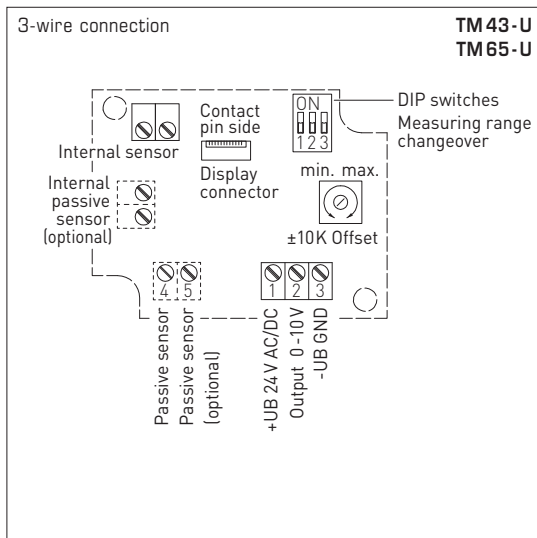 3-wire connection
TM43-U
TM65-U
ON
1 2 3
DIP switches
Measuring range
changeover
Contact
pin side
Internal sensor
Display
connector
min. max.
Internal
passive
sensor
(optional)
±10K Offset
4 5
1 2 3
Passive sensor
Passive sensor
(optional)
+UB 24V AC/DC
Output 0-10V
-UB GND